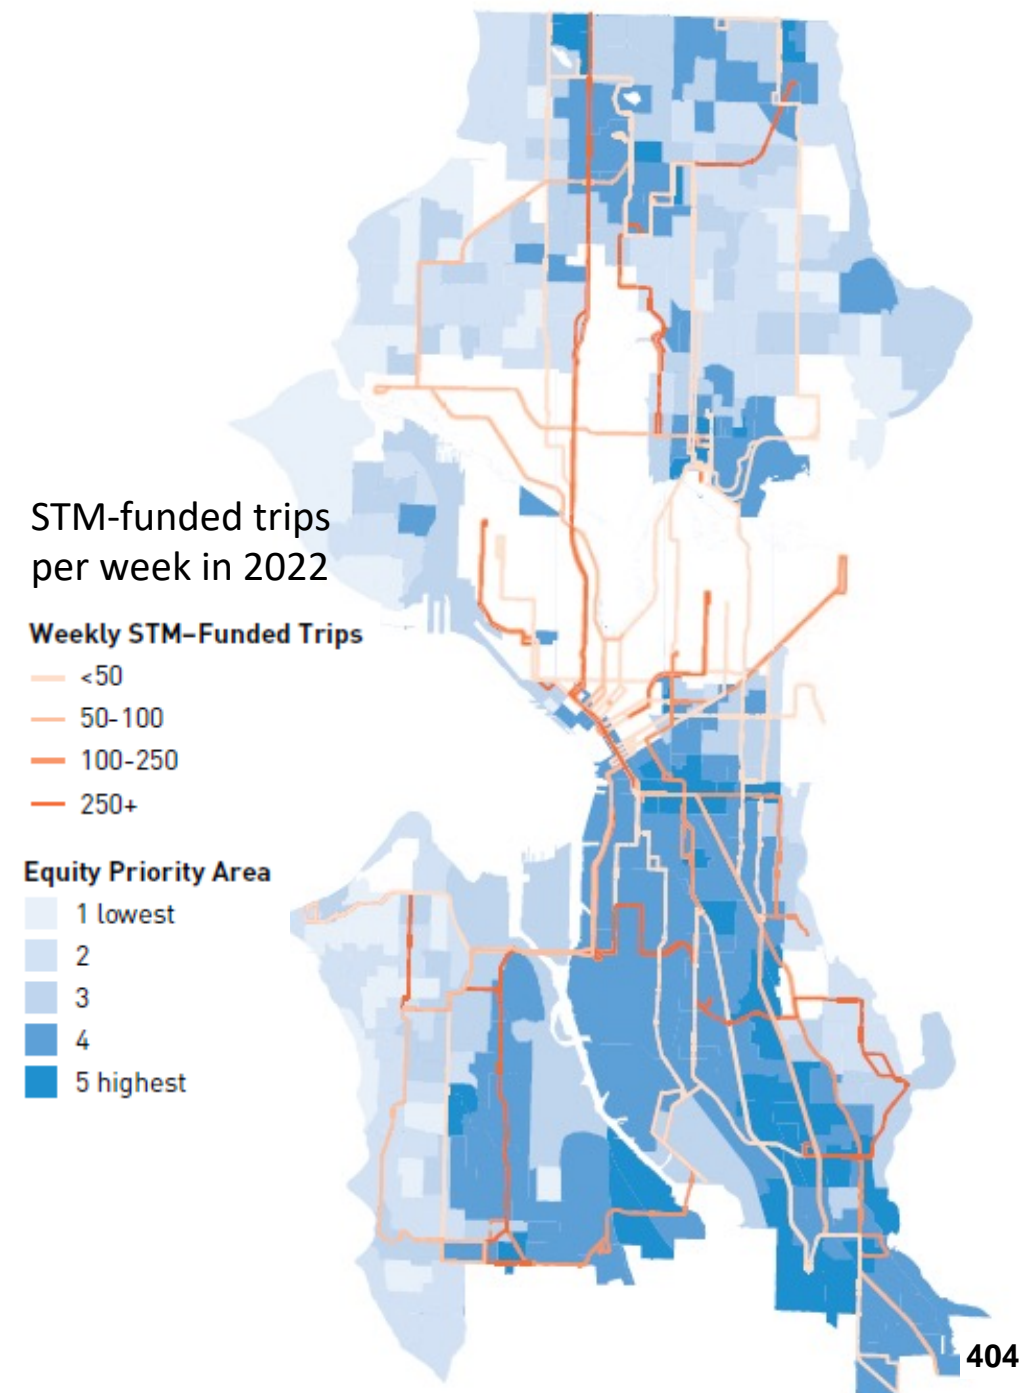 STM-funded trips
per week in 2022
Weekly STM–Funded Trips
<50
50-100
100-250
250+
Equity Priority Area
1 lowest
2
3
4
5 highest
404